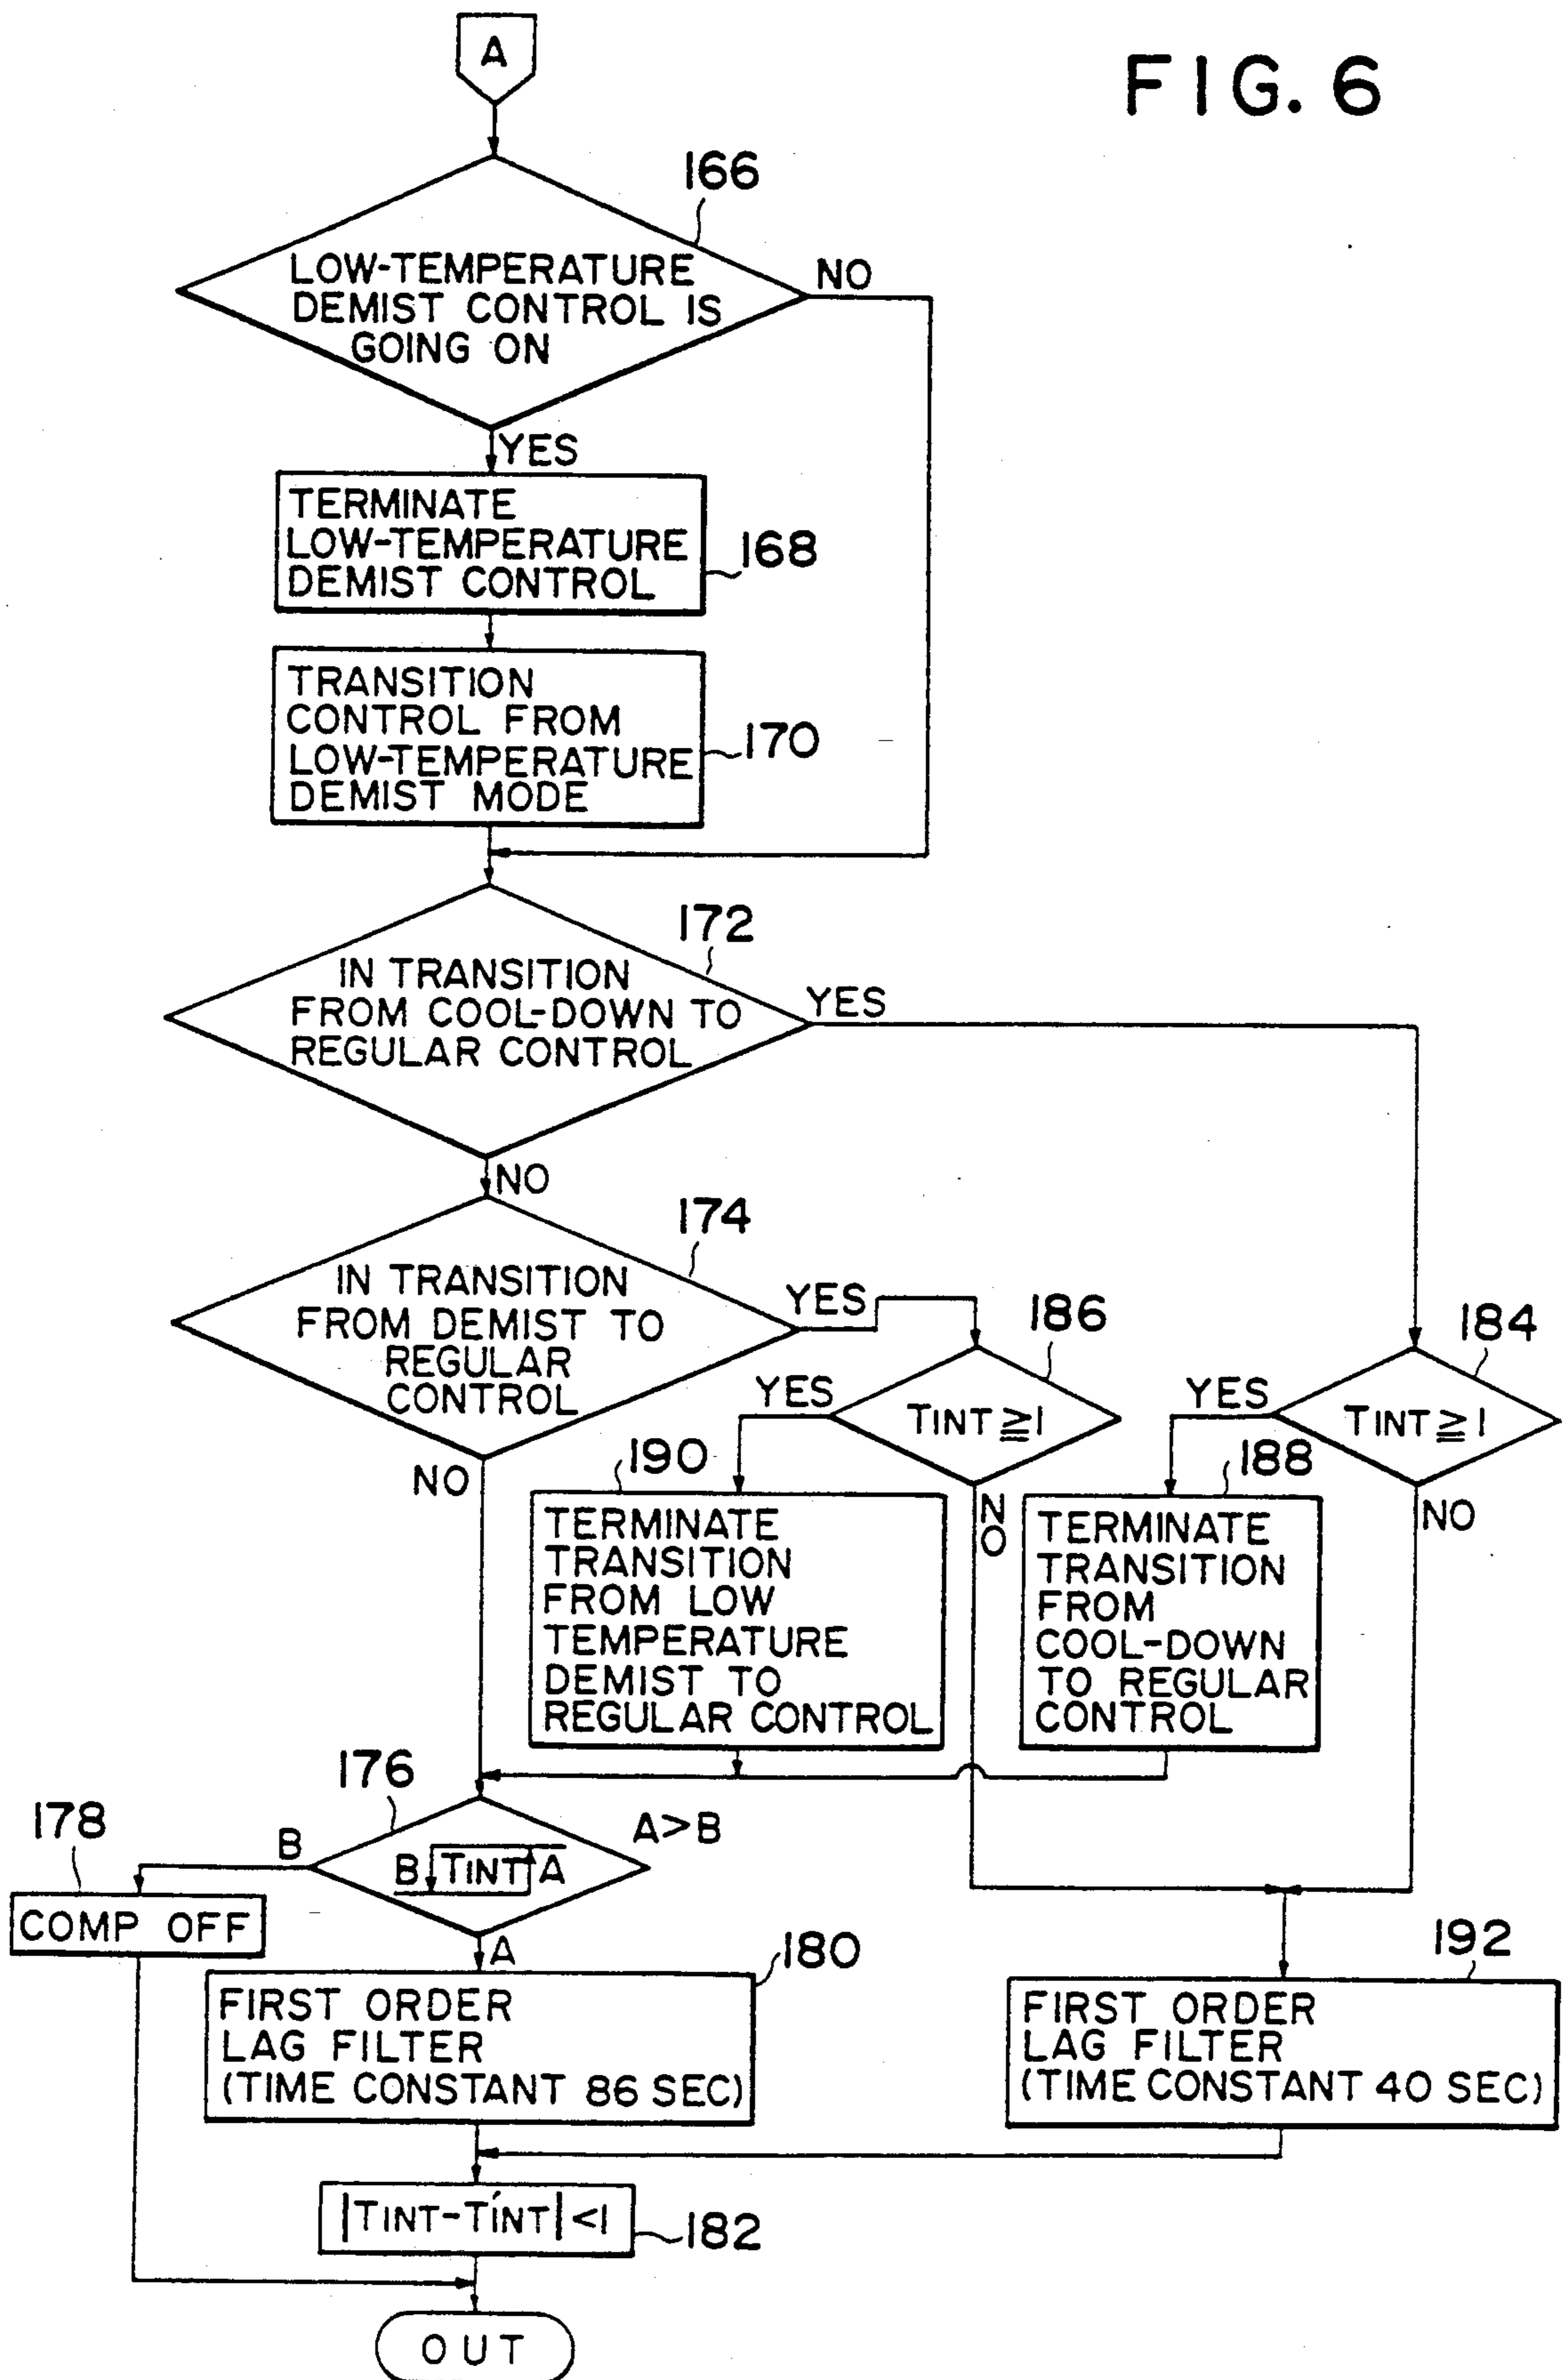 A
FIG. 6
166
LOW-TEMPERATURE
DEMIST CONTROL IS
GOING ON
NO
YES
TERMINATE
LOW-TEMPERATURE
DEMIST CONTROL
168
TRANSITION
CONTROL FROM
LOW-TEMPERATURE
DEMIST MODE
170
172
IN TRANSITION
FROM COOL-DOWN TO
REGULAR CONTROL
YES
NO
174
IN TRANSITION
FROM DEMIST TO
REGULAR
CONTROL
YES
NO
186
TINT ≧ 1
YES
NO
184
TINT ≧ 1
YES
NO
190
TERMINATE
TRANSITION
FROM LOW
TEMPERATURE
DEMIST TO
REGULAR CONTROL
188
TERMINATE
TRANSITION
FROM
COOL-DOWN
TO REGULAR
CONTROL
176
B TINT A
A>B
B
A
178
COMP OFF
180
FIRST ORDER
LAG FILTER
(TIME CONSTANT 86 SEC)
192
FIRST ORDER
LAG FILTER
(TIME CONSTANT 40 SEC)
|TINT-T'INT| <1
182
OUT